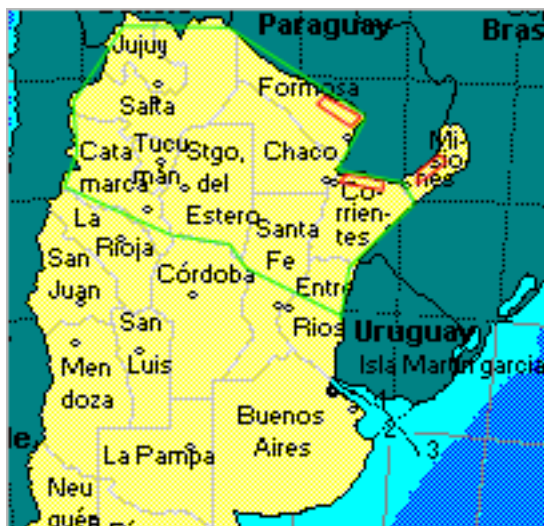 Paraguay
Bras
Jujuy
Formosa
Salta
Mi-
sio
nes
Tucu
mán
Cata
marca
Stgo,
del
Estero
Chaco
Co-
rrien-
tes
La
Rioja
Santa
Fe
San
Juan
Córdoba
Entre
Rios
San
Luis
Uruguay
Isla Martin garcia
Men
doza
Buenos
Aires
1
2
3
La Pampa
le,
Neu
quén